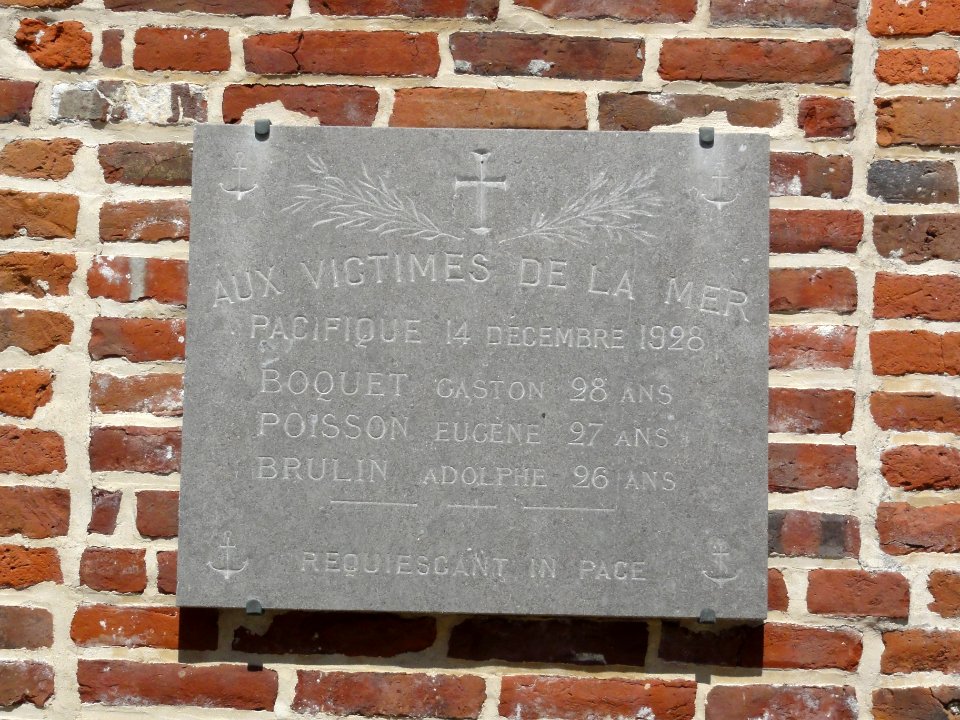 AUX VICTIMES DE LA MER
PACIFIQUE 14 DÉCEMBRE 1928
BOQUET GASTON 28 ANS
POISSON EUGÈNE 27 ANS
BRULIN ADOLPHE 26 ANS
REQUIESCANT IN PACE